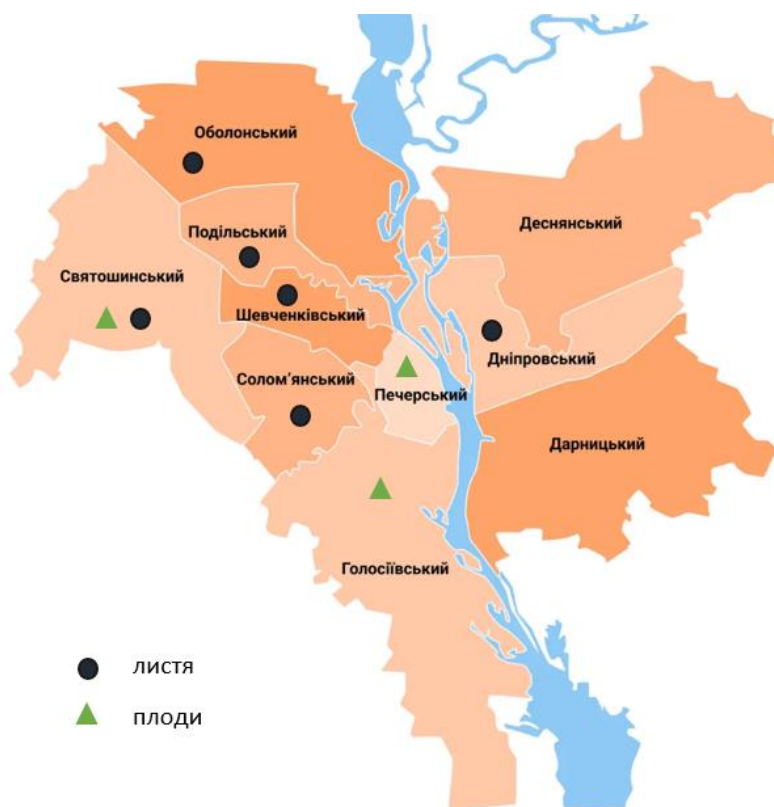 Оболонський
Деснянський
Подільський
Святошинський
Шевченківський
Дніпровський
Солом'янський
Печерський
Дарницький
Голосіївський
листя
плоди